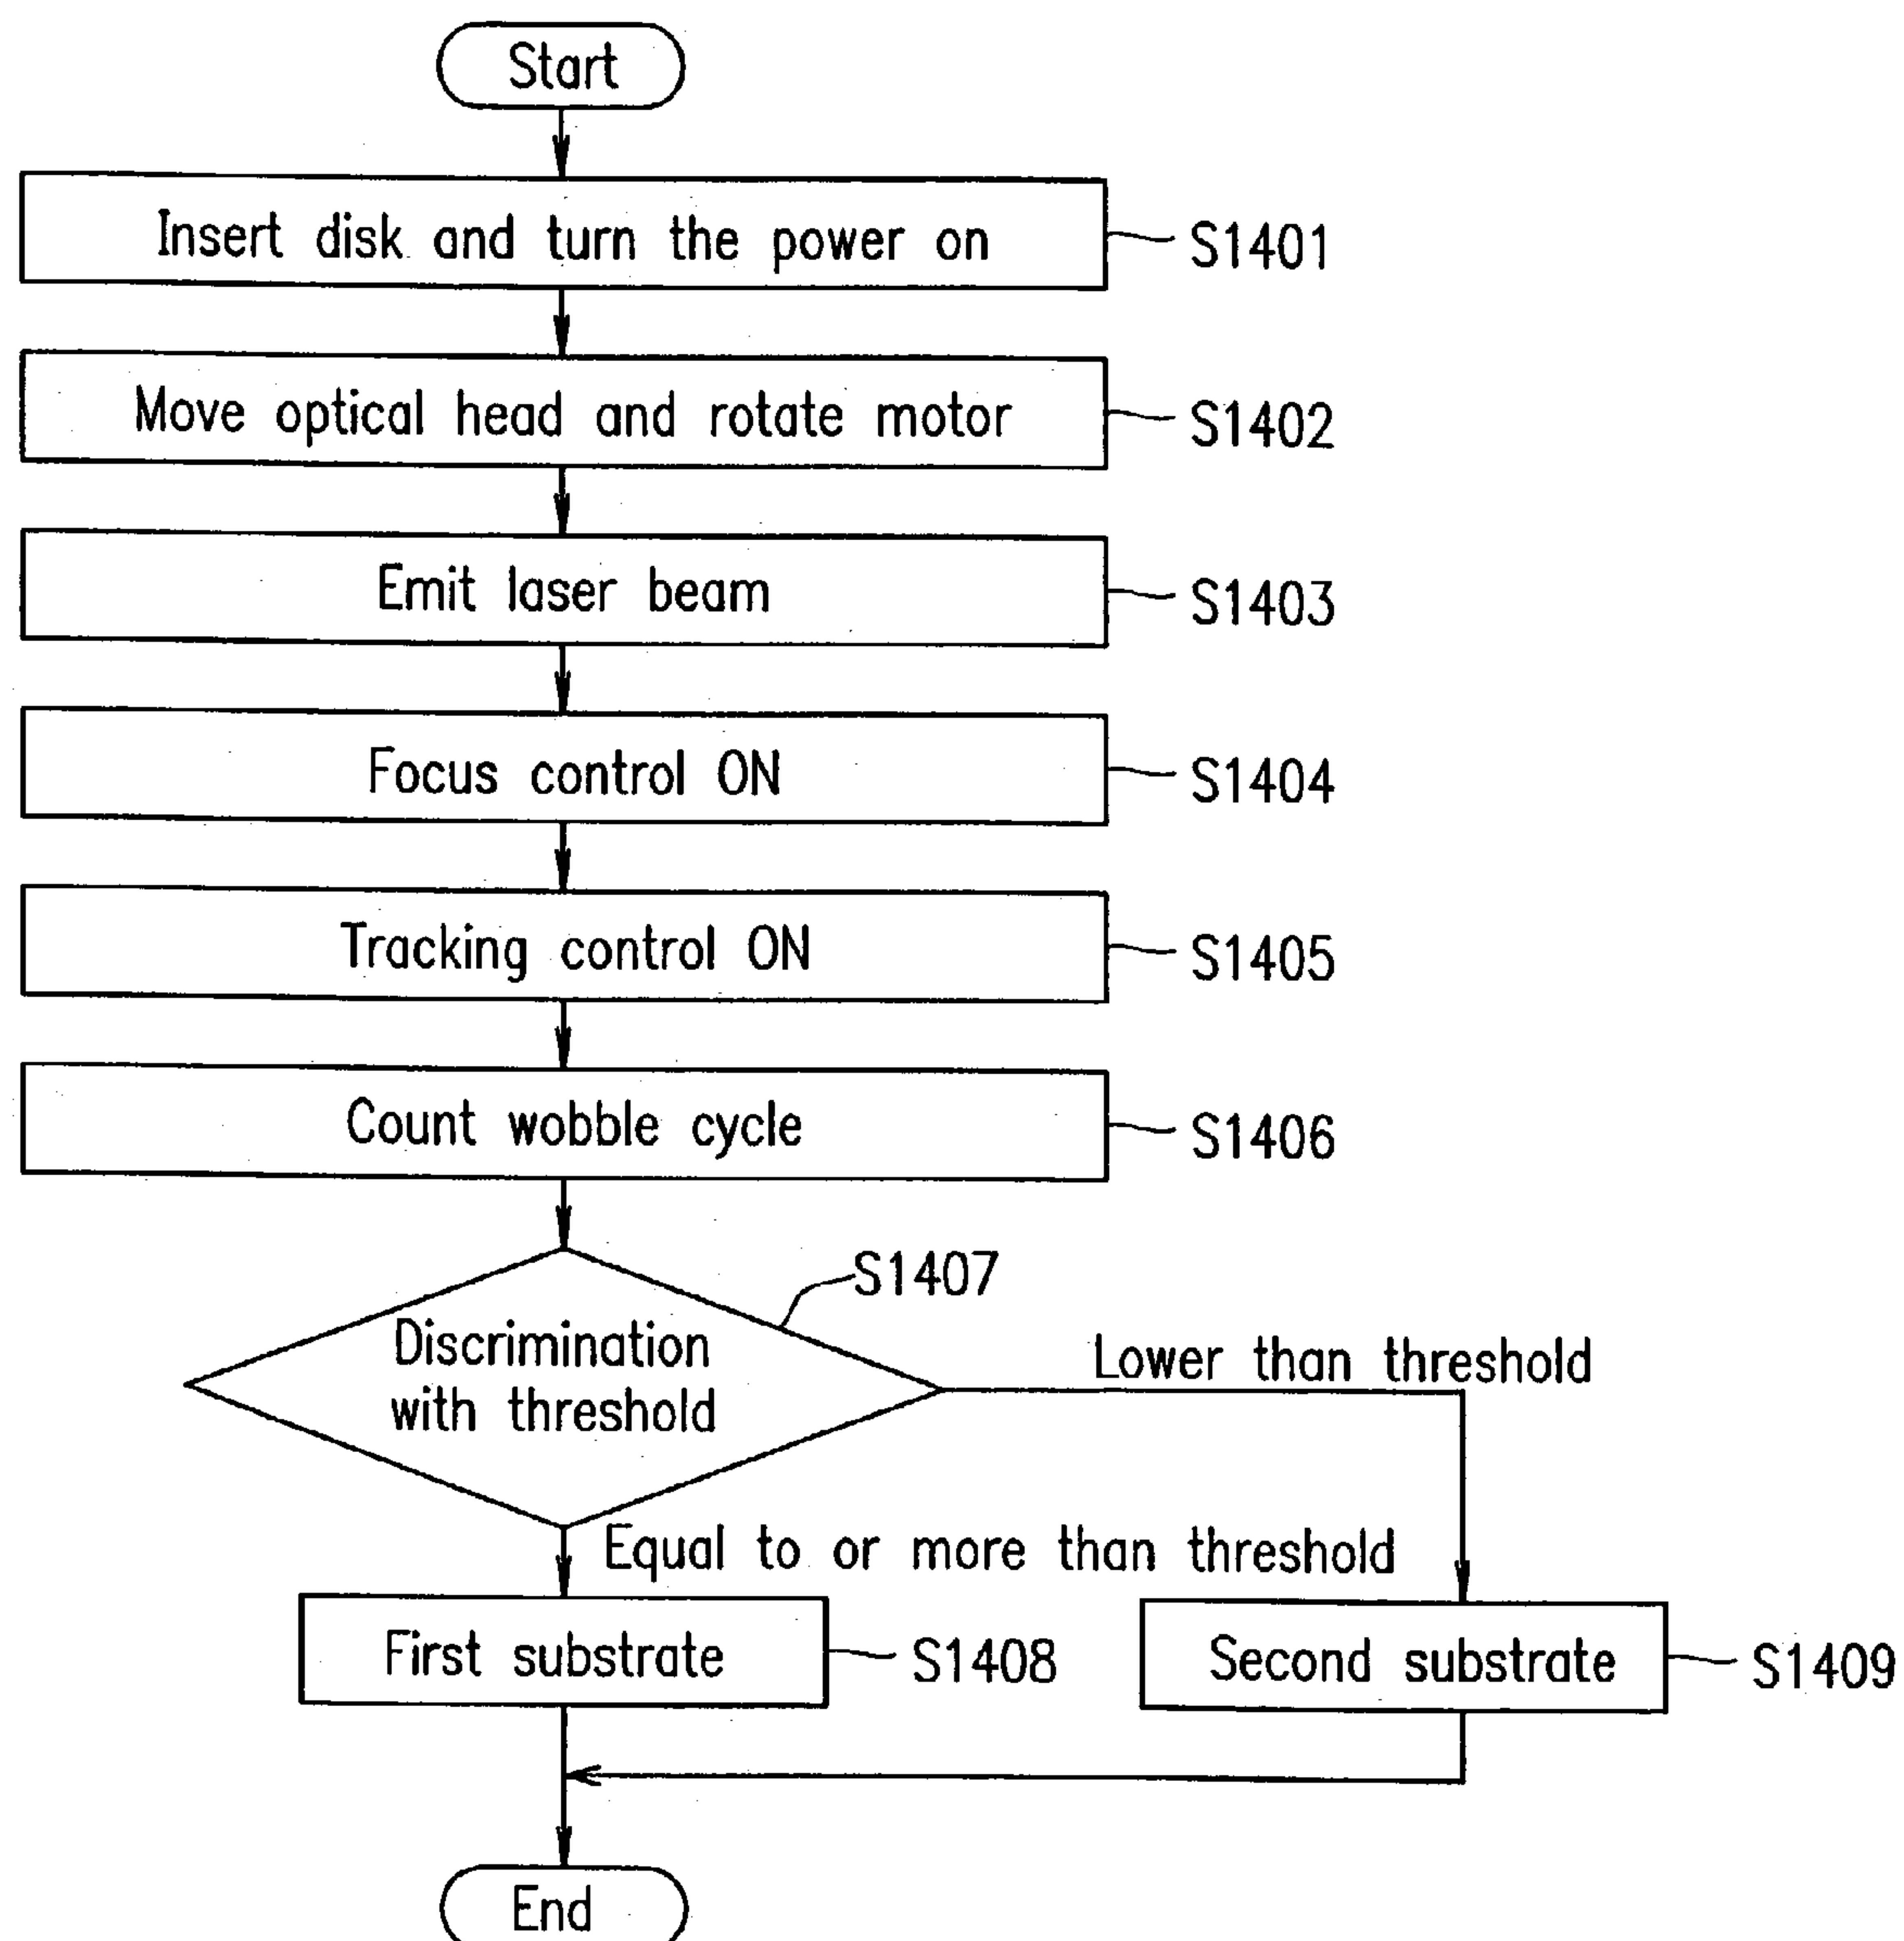 Start
Insert disk and turn the power on
S1401
Move optical head and rotate motor
S1402
Emit laser beam
S1403
Focus control ON
S1404
Tracking control ON
S1405
Count wobble cycle
S1406
S1407
Discrimination
with threshold
Lower than threshold
Equal to or more than threshold
First substrate
S1408
Second substrate
S1409
End